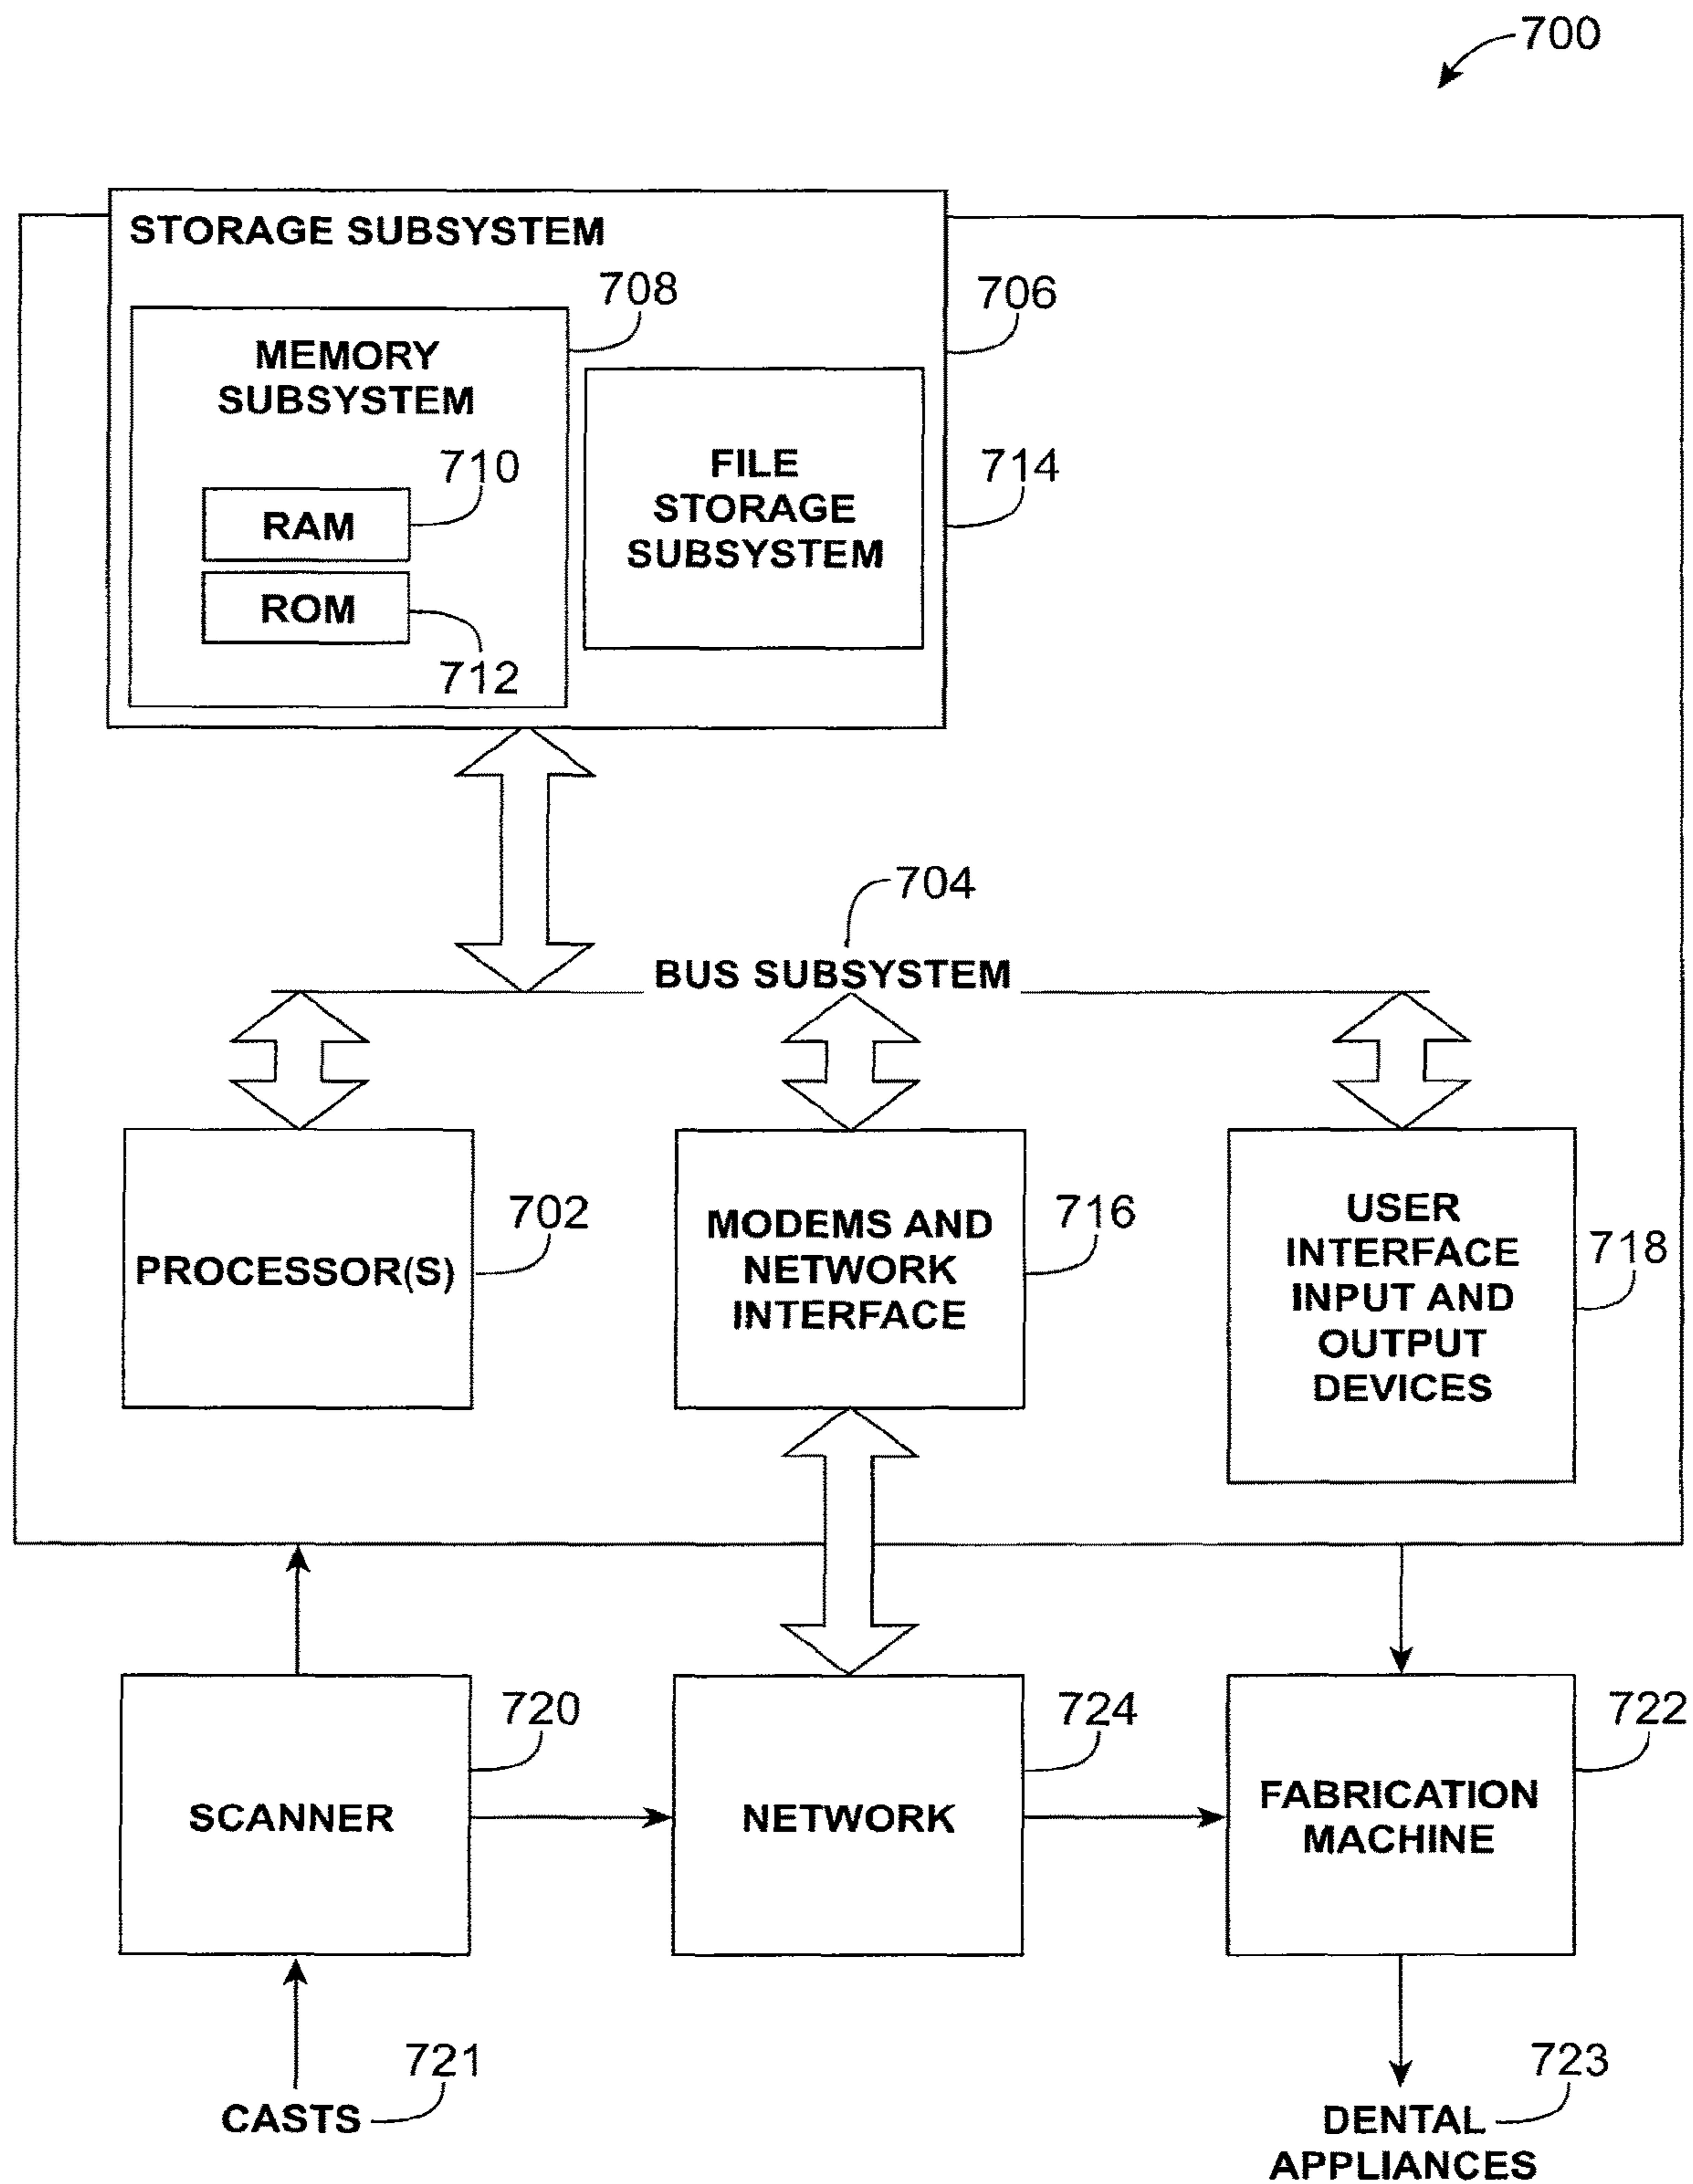 700
STORAGE SUBSYSTEM
708
706
MEMORY
SUBSYSTEM
710
RAM
ROM
712
FILE
STORAGE
SUBSYSTEM
714
704
BUS SUBSYSTEM
PROCESSOR(S)
702
MODEMS AND
NETWORK
INTERFACE
716
USER
INTERFACE
INPUT AND
OUTPUT
DEVICES
718
SCANNER
720
NETWORK
724
FABRICATION
MACHINE
722
CASTS
721
DENTAL
APPLIANCES
723